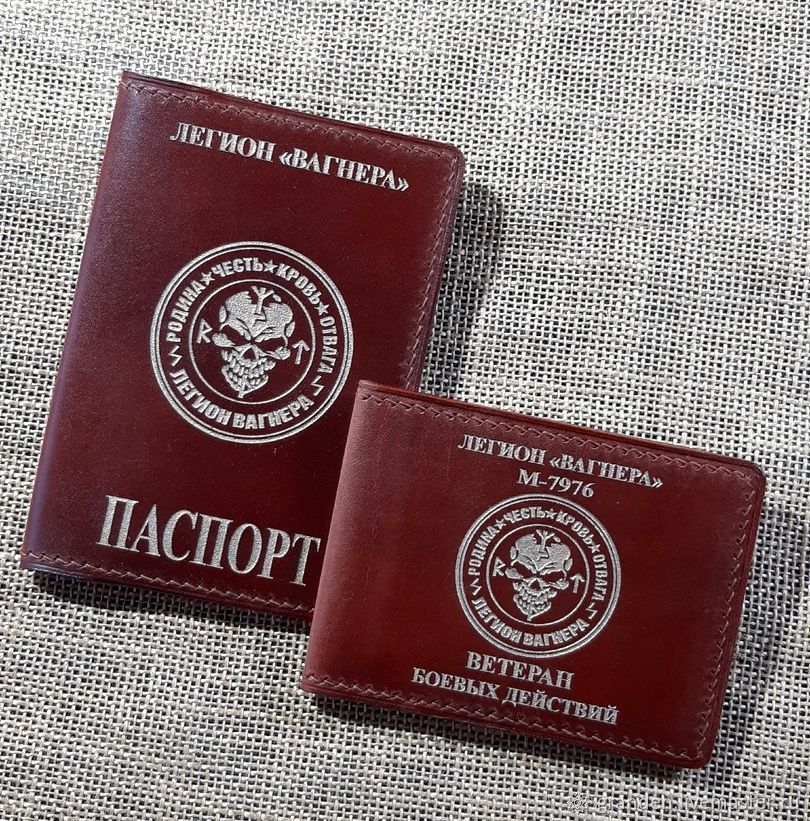 ЛЕГИОН «ВАГНЕРА»
РОДИНА★ЧЕСТЬ★КРОВЬ★ОТВАГА
ЛЕГИОН ВАГНЕРА
ПАСПОРТ
ЛЕГИОН «ВАГНЕРА»
М-7976
РОДИНА★ЧЕСТЬ★КРОВЬ★ОТВАГА
ЛЕГИОН ВАГНЕРА
ВЕТЕРАН
БОЕВЫХ ДЕЙСТВИЙ